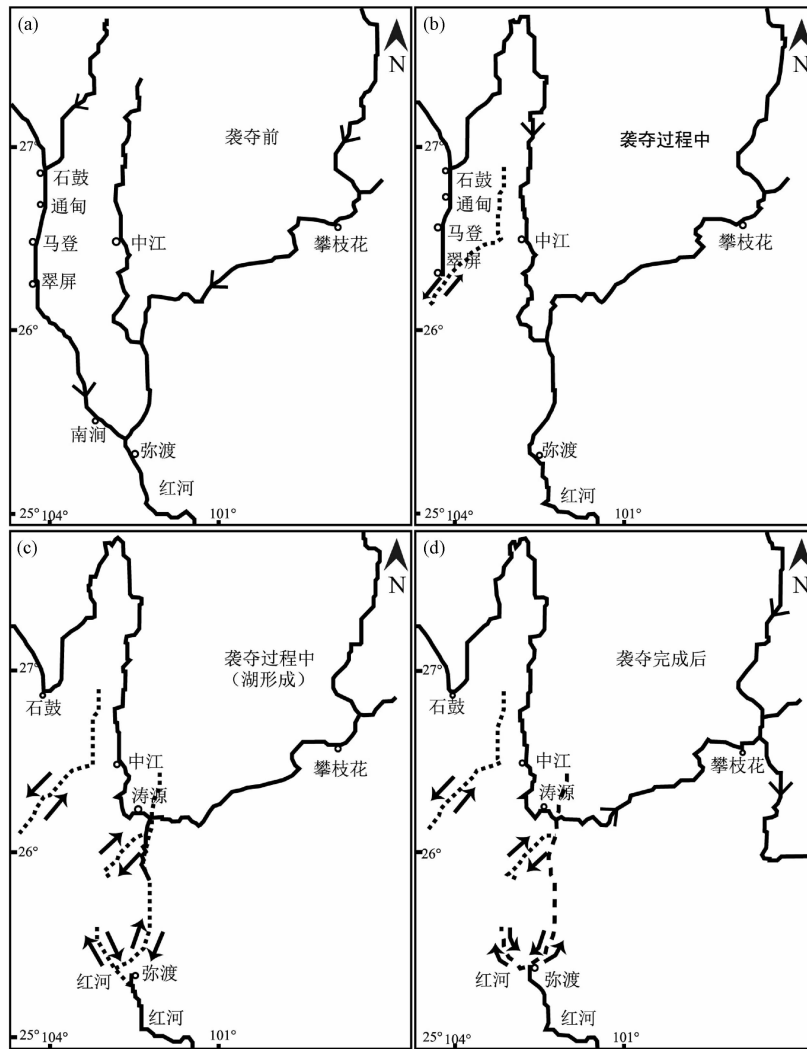 (a)
N
袭夺前
27°
石鼓
通甸
马登
中江
攀枝花
翠屏
26°
南涧
弥渡
红河
25°104°
101°
(b)
N
袭夺过程中
27°
石鼓
通甸
马登
中江
攀枝花
翠屏
26°
弥渡
红河
25°104°
101°
(c)
N
袭夺过程中
(湖形成)
27°
石鼓
中江
攀枝花
涛源
26°
红河
弥渡
红河
25°104°
101°
(d)
N
袭夺完成后
27°
石鼓
中江
攀枝花
涛源
26°
红河
弥渡
红河
25°104°
101°